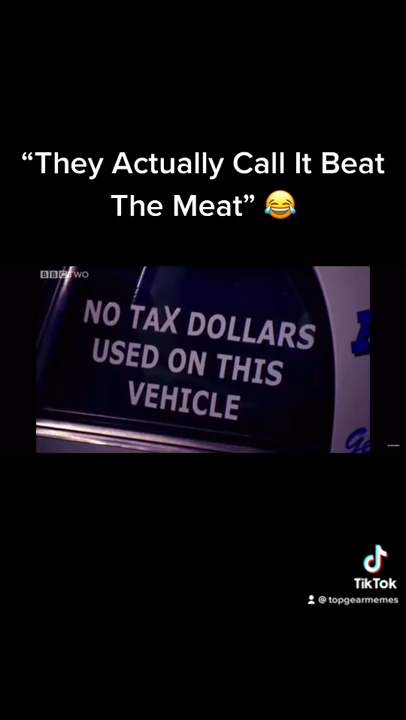 “They Actually Call It Beat
The Meat” 😂
BBC TWO
NO TAX DOLLARS
USED ON THIS
VEHICLE
TikTok
@topgearmemes